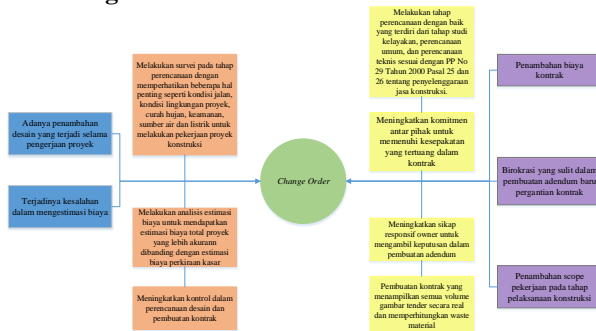 Adanya penambahan
desain yang terjadi selama
pengerjaan proyek
Terjadinya kesalahan
dalam mengestimasi biaya
Melakukan survei pada tahap
perencanaan dengan
memperhatikan beberapa hal
penting seperti kondisi jalan,
kondisi lingkungan proyek,
curah hujan, keamanan,
sumber air dan listrik untuk
melakukan pekerjaan proyek
konstruksi
Melakukan analisis estimasi
biaya untuk mendapatkan
estimasi biaya total proyek
yang lebih akurann
dibanding dengan estimasi
biaya perkiraan kasar
Meningkatkan kontrol dalam
perencanaan desain dan
pembuatan kontrak
Change Order
Melakukan tahap
perencanaan dengan baik
yang terdiri dari tahap studi
kelayakan, perencanaan
umum, dan perencanaan
teknis sesuai dengan PP No
29 Tahun 2000 Pasal 25 dan
26 tentang penyelenggaraan
jasa konstruksi.
Meningkatkan komitmen
antar pihak untuk
memenuhi kesepakatan
yang tertuang dalam
kontrak
Meningkatkan sikap
responsif owner untuk
mengambil keputusan dalam
pembuatan adendum
Pembuatan kontrak yang
menampilkan semua volume
gambar tender secara real
dan memperhitungkan waste
material
Penambahan biaya
kontrak
Birokrasi yang sulit dalam
pembuatan adendum baru
pergantian kontrak
Penambahan scope
pekerjaan pada tahap
pelaksanaan konstruksi